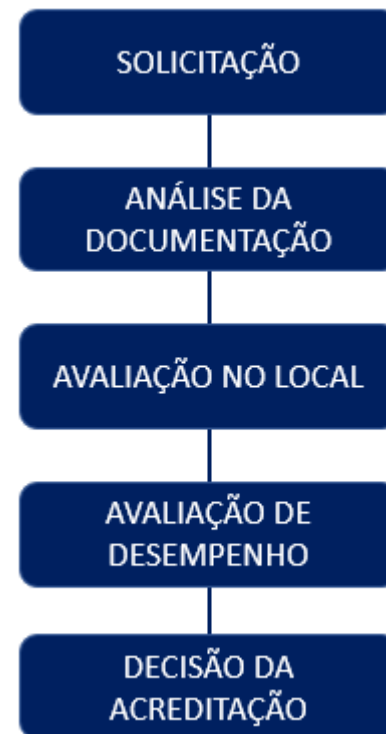 SOLICITAÇÃO
ANÁLISE DA
DOCUMENTAÇÃO
AVALIAÇÃO NO LOCAL
AVALIAÇÃO DE
DESEMPENHO
DECISÃO DA
ACREDITAÇÃO